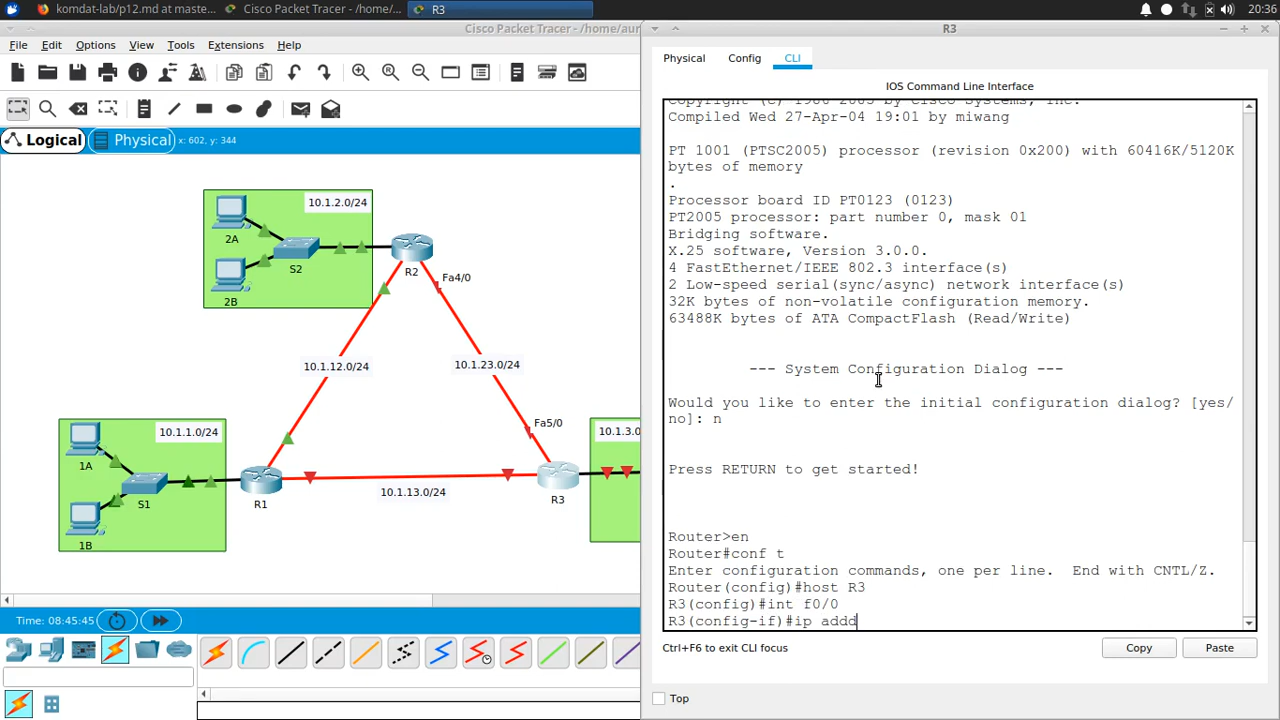 komdat-lab/p12.md at maste...
Cisco Packet Tracer - /home/...
R3
20:36
Cisco Packet Tracer - /home/aur
R3
File Edit Options View Tools Extensions Help
Physical Config CLI
Logical Physical x: 602, y: 344
IOS Command Line Interface
Compiled Wed 27-Apr-04 19:01 by miwang
PT 1001 (PTSC2005) processor (revision 0x200) with 60416K/5120K
bytes of memory
.
Processor board ID PT0123 (0123)
PT2005 processor: part number 0, mask 01
Bridging software.
X.25 software, Version 3.0.0.
4 FastEthernet/IEEE 802.3 interface(s)
2 Low-speed serial(sync/async) network interface(s)
32K bytes of non-volatile configuration memory.
63488K bytes of ATA CompactFlash (Read/Write)
--- System Configuration Dialog ---
Would you like to enter the initial configuration dialog? [yes/
no]: n
Press RETURN to get started!
Router>en
Router#conf t
Enter configuration commands, one per line.  End with CNTL/Z.
Router(config)#host R3
R3(config)#int f0/0
R3(config-if)#ip addd
Ctrl+F6 to exit CLI focus
Copy
Paste
Top
10.1.2.0/24
2A
S2
2B
R2
Fa4/0
10.1.12.0/24
10.1.23.0/24
10.1.1.0/24
1A
S1
1B
R1
10.1.13.0/24
Fa5/0
R3
10.1.3.0
Time: 08:45:45